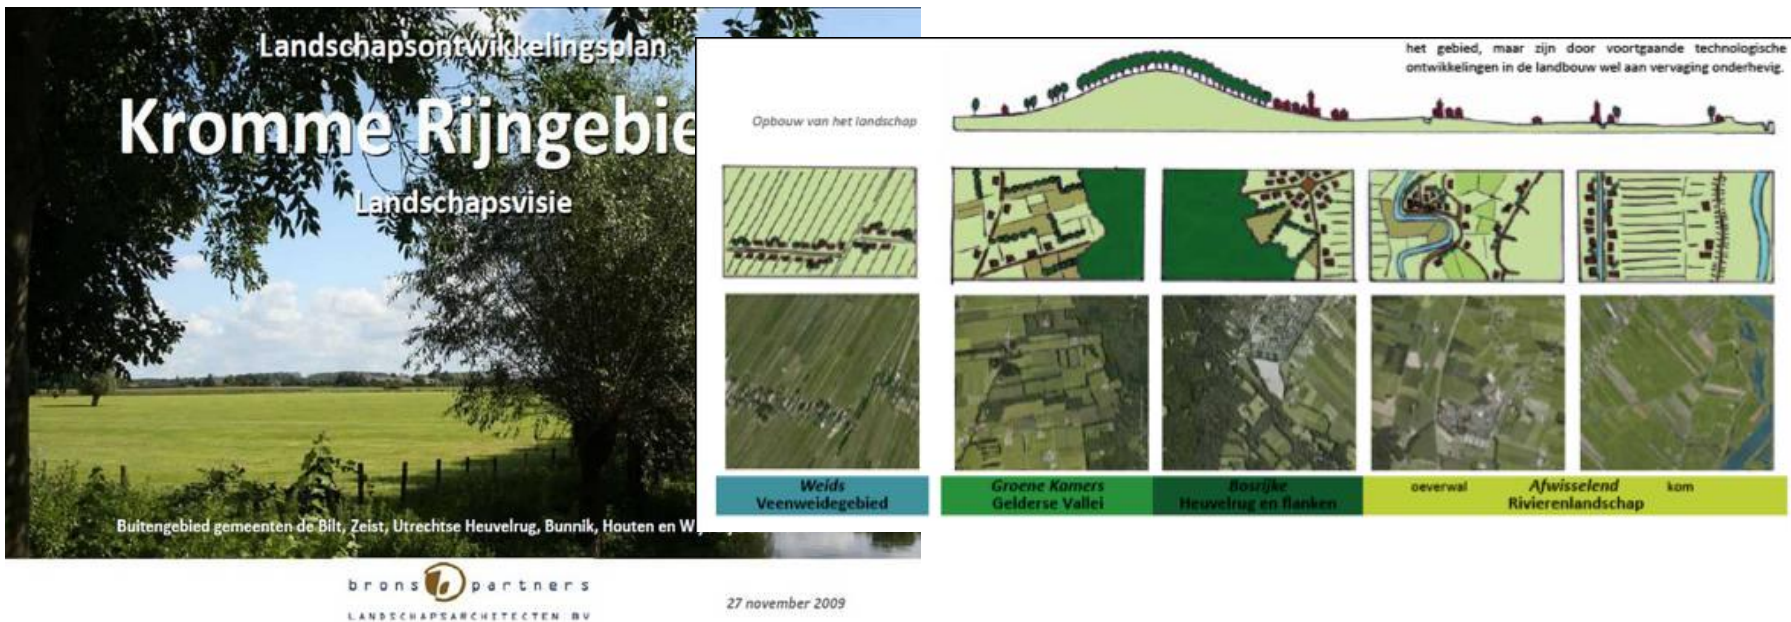 Landschapsontwikkelingsplan
Kromme Rijngebie
Landschapsvisie
Buitengebied gemeenten de Bilt, Zeist, Utrechtse Heuvelrug, Bunnik, Houten en W
brons partners
LANDSCHAPSARCHITECTEN BV
27 november 2009
het gebied, maar zijn door voortgaande technologische
ontwikkelingen in de landbouw wel aan vervaging onderhevig.
Opbouw van het landschap
Weids
Veenweidegebied
Groene Kamers
Gelderse Vallei
Bosrijke
Heuvelrug en flanken
oeverwal Afwisselend kom
Rivierenlandschap